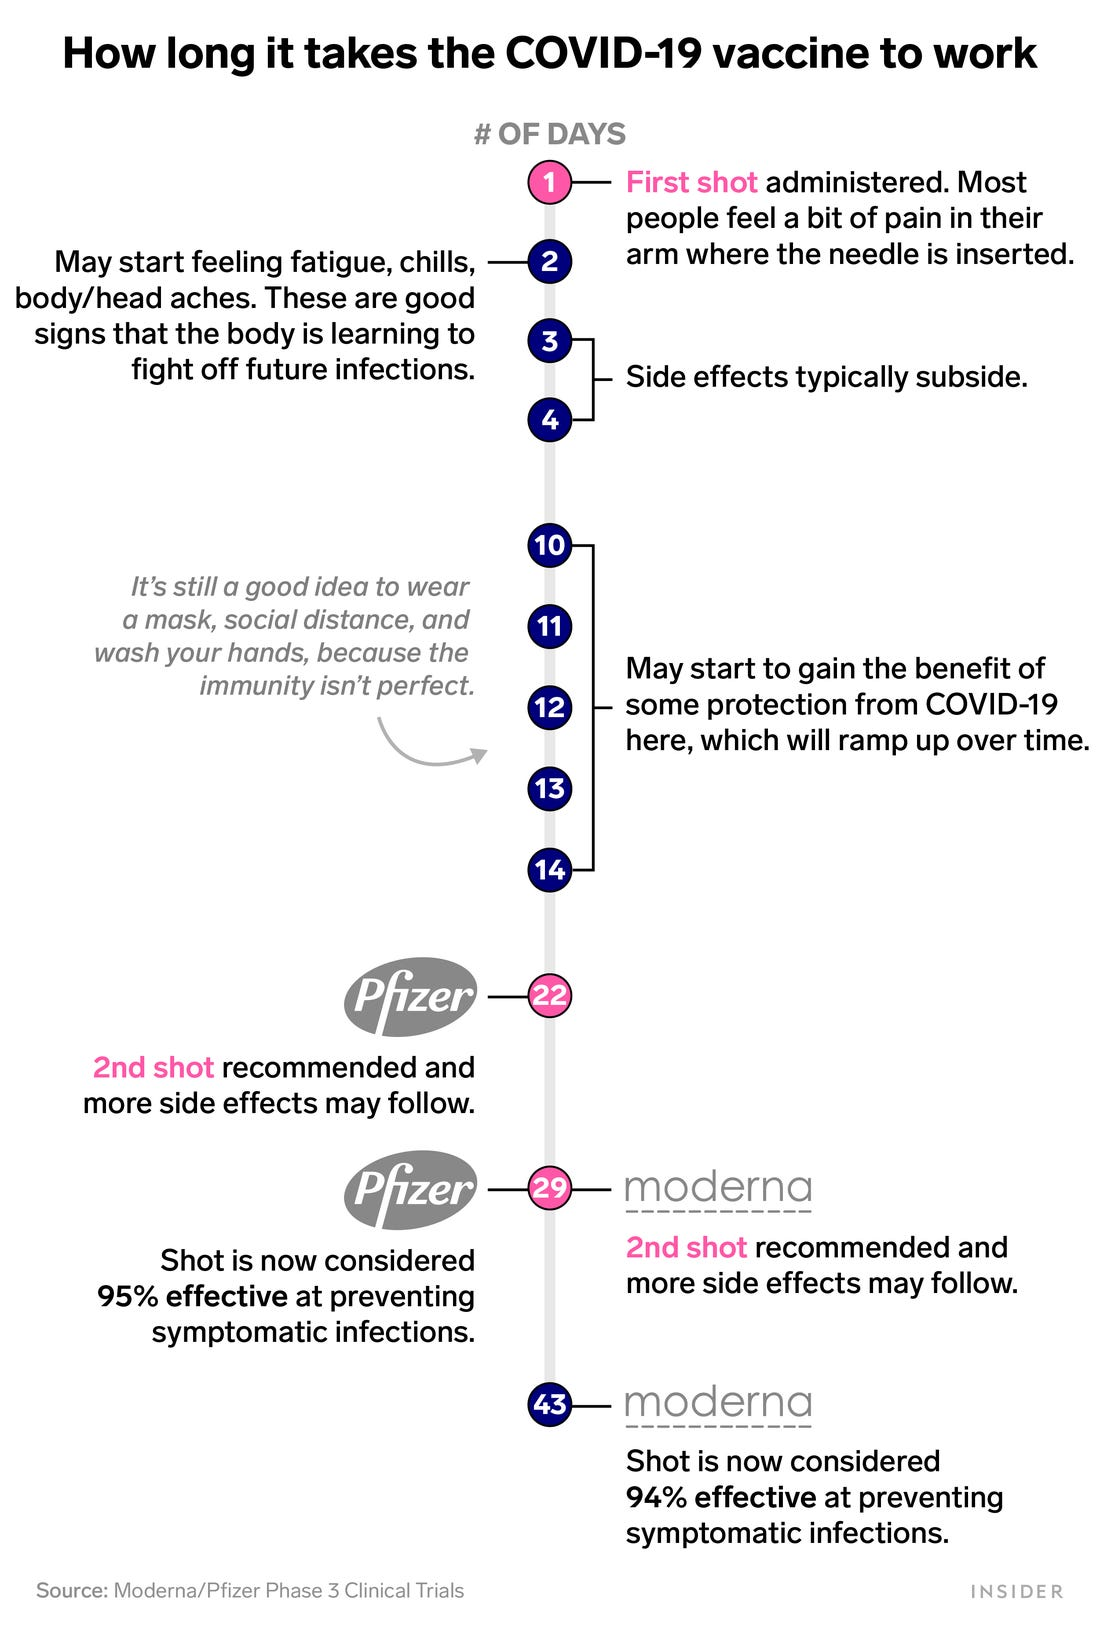 How long it takes the COVID-19 vaccine to work
# OF DAYS
1
First shot administered. Most
people feel a bit of pain in their
arm where the needle is inserted.
2
May start feeling fatigue, chills,
body/head aches. These are good
signs that the body is learning to
fight off future infections.
3
4
Side effects typically subside.
10
11
12
13
14
It’s still a good idea to wear
a mask, social distance, and
wash your hands, because the
immunity isn’t perfect.
May start to gain the benefit of
some protection from COVID-19
here, which will ramp up over time.
Pfizer
22
2nd shot recommended and
more side effects may follow.
Pfizer
29
Shot is now considered
95% effective at preventing
symptomatic infections.
moderna
2nd shot recommended and
more side effects may follow.
43
moderna
Shot is now considered
94% effective at preventing
symptomatic infections.
Source: Moderna/Pfizer Phase 3 Clinical Trials
INSIDER